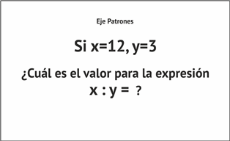 Eje Patrones
Si x=12, y=3
¿Cuál es el valor para la expresión
x : y = ?